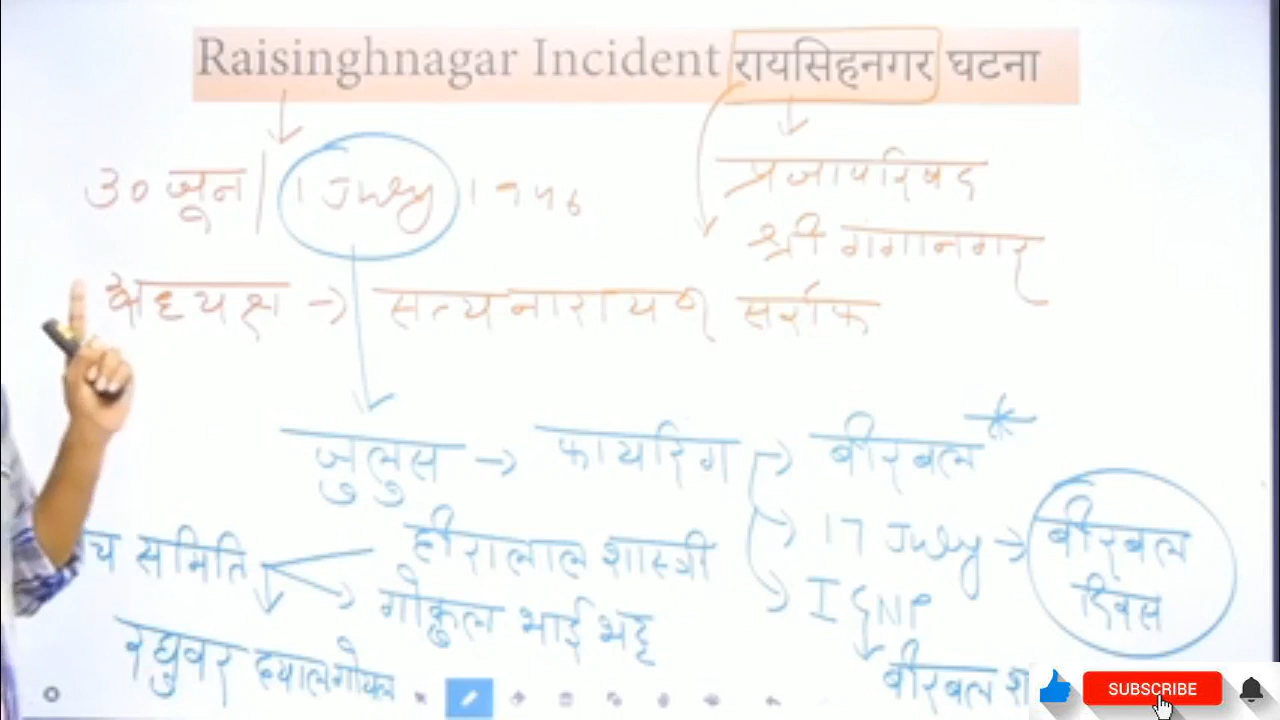 Raisinghnagar Incident रायसिहनगर घटना
30 जून / 1 July 1946
प्रजापरिषद
श्री गंगानगर
अध्यक्ष → सत्यनारायण सर्राफ
जुलुस → फायरिंग → बीरबल
→ 17 July → बीरबल दिवस
→ IGNP
बीरबल
च समिति
हीरालाल शास्त्री
→ गोकुल भाई भट्ट
रघुवर दयाल गोयल
SUBSCRIBE